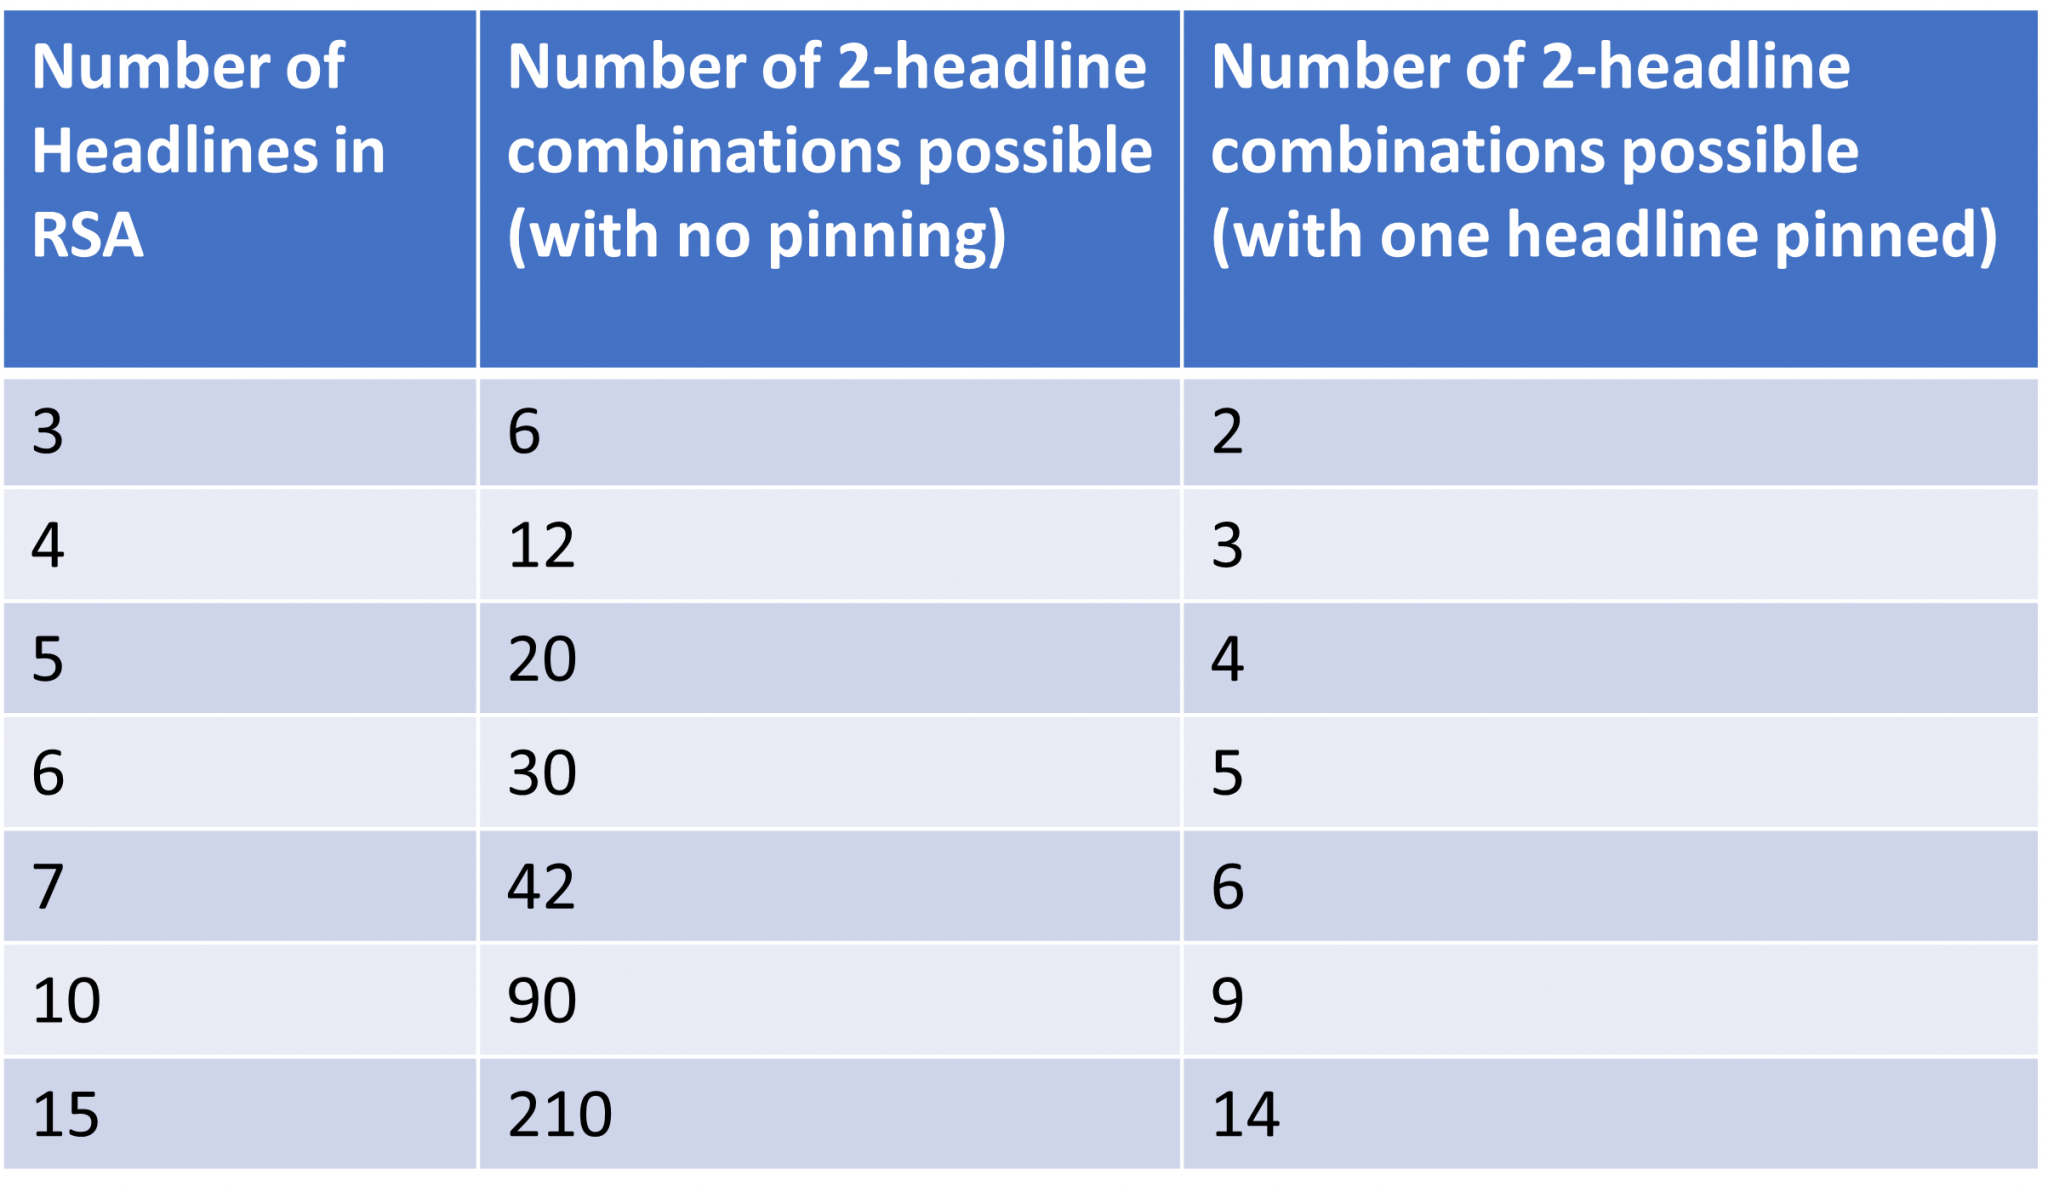 Number of
Headlines in
RSA
Number of 2-headline
combinations possible
(with no pinning)
Number of 2-headline
combinations possible
(with one headline pinned)
3 6 2
4 12 3
5 20 4
6 30 5
7 42 6
10 90 9
15 210 14